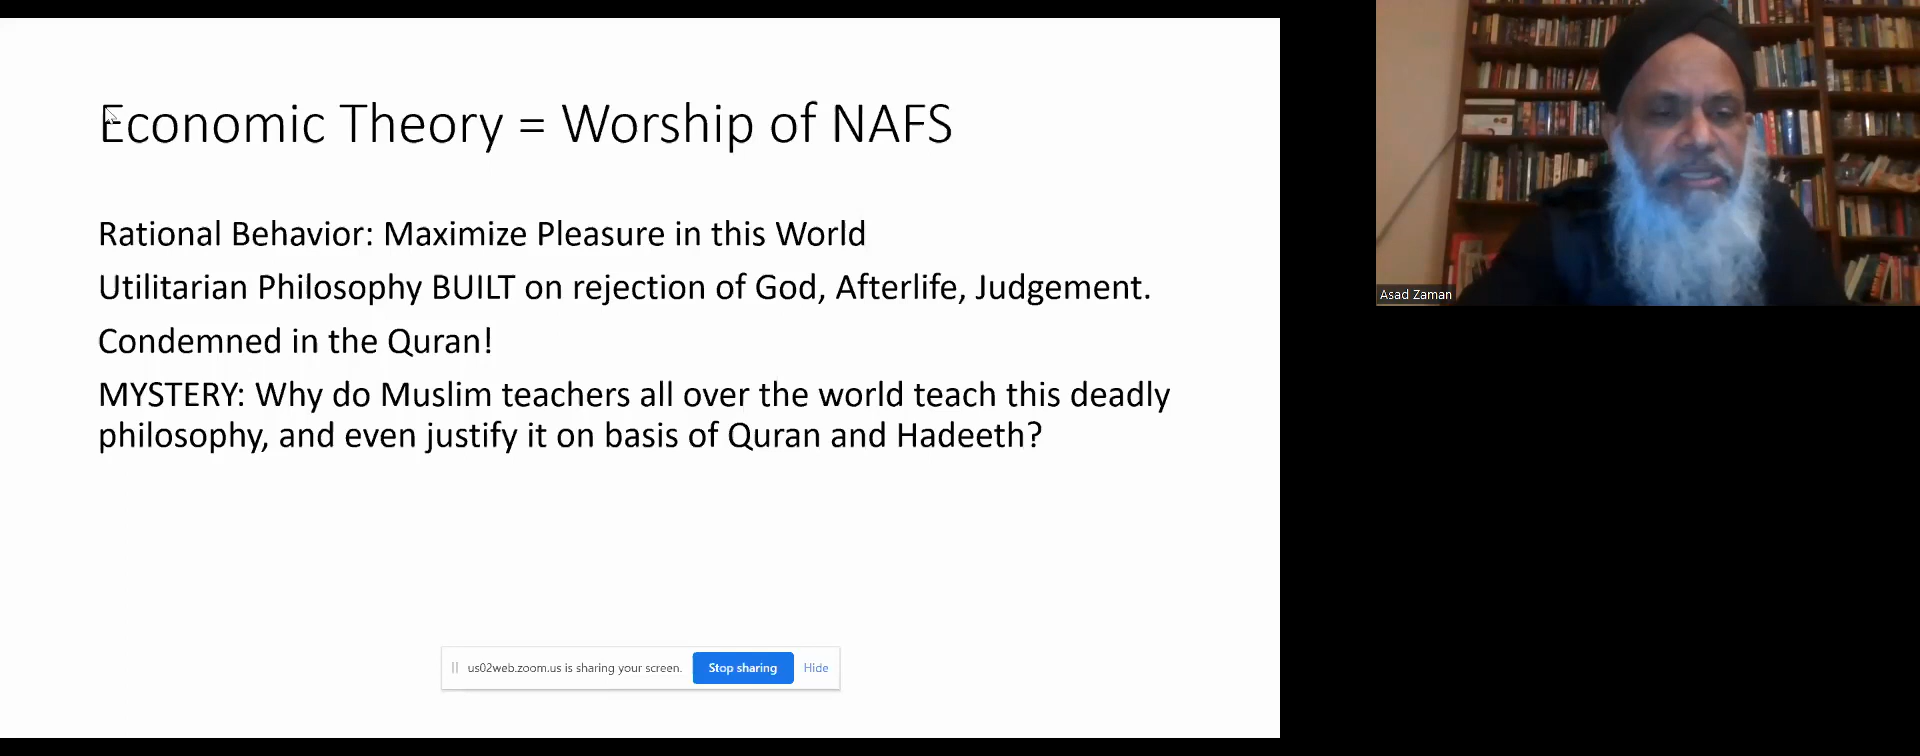 Economic Theory = Worship of NAFS
Rational Behavior: Maximize Pleasure in this World
Utilitarian Philosophy BUILT on rejection of God, Afterlife, Judgement.
Condemned in the Quran!
MYSTERY: Why do Muslim teachers all over the world teach this deadly
philosophy, and even justify it on basis of Quran and Hadeeth?
us02web.zoom.us is sharing your screen.
Stop sharing
Hide
Asad Zaman